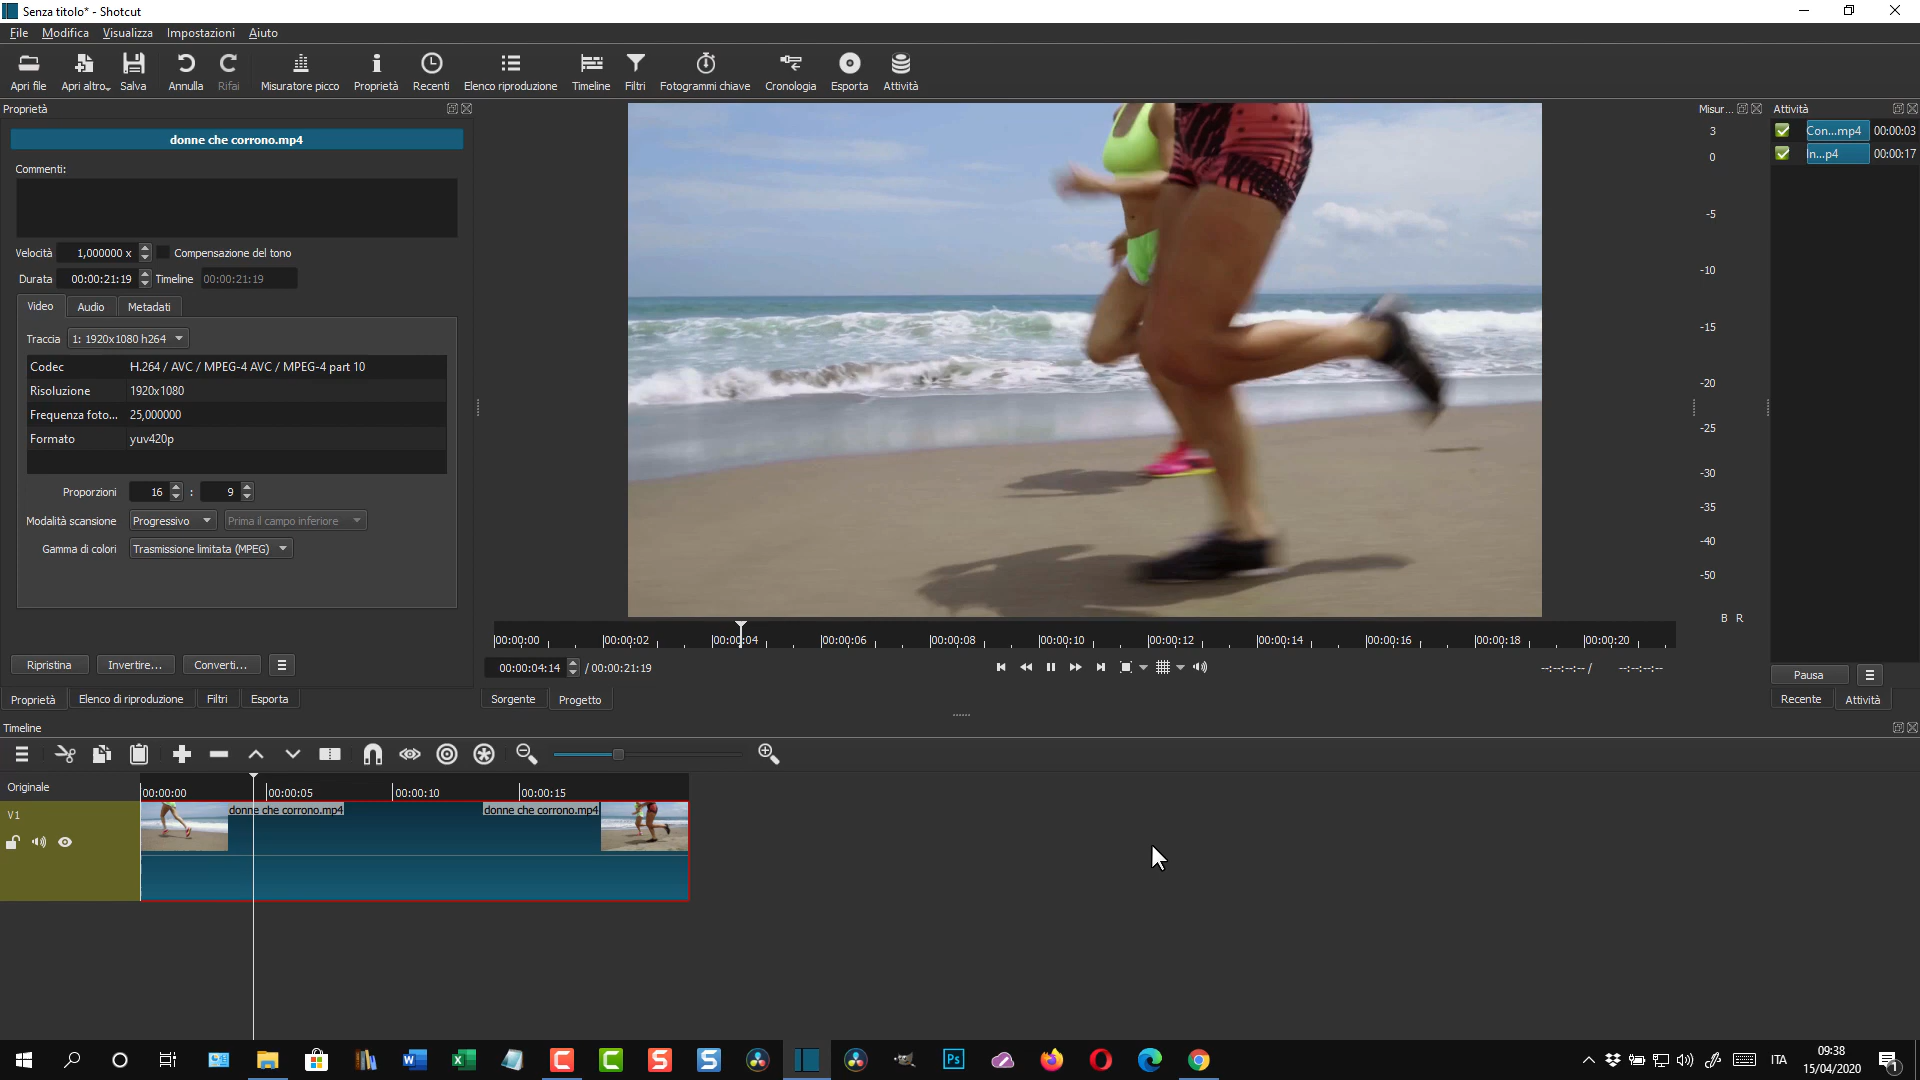 Senza titolo* - Shotcut
File Modifica Visualizza Impostazioni Aiuto
Apri file Apri altro... Salva Annulla Rifai Misuratore picco Proprietà Recenti Elenco riproduzione Timeline Filtri Fotogrammi chiave Cronologia Esporta Attività
Proprietà
donne che corrono.mp4
Commenti:
Velocità 1,000000 x Compensazione del tono
Durata 00:00:21:19 Timeline 00:00:21:19
Video Audio Metadati
Traccia 1: 1920x1080 h264
Codec H.264 / AVC / MPEG-4 AVC / MPEG-4 part 10
Risoluzione 1920x1080
Frequenza foto... 25,000000
Formato yuv420p
Proporzioni 16 : 9
Modalità scansione Progressivo Prima il campo inferiore
Gamma di colori Trasmissione limitata (MPEG)
Ripristina Invertire... Converti...
Proprietà Elenco di riproduzione Filtri Esporta
00:00:00 00:00:02 00:00:04 00:00:06 00:00:08 00:00:10 00:00:12 00:00:14 00:00:16 00:00:18 00:00:20
00:00:04:14 / 00:00:21:19 --:--:--:-- / --:--:--:--
Sorgente Progetto
Misur...
3
0
-5
-10
-15
-20
-25
-30
-35
-40
-50
B R
Attività
Con...mp4 00:00:03
In...p4 00:00:17
Pausa
Recente Attività
Timeline
Originale 00:00:00 00:00:05 00:00:10 00:00:15
V1
donne che corrono.mp4 donne che corrono.mp4
Ps
ITA
09:38
15/04/2020
1